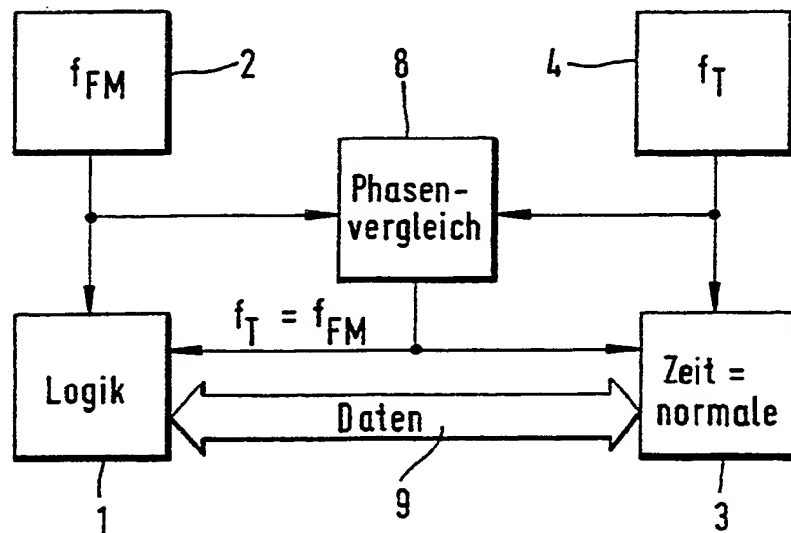 2
8
4
f_FM
f_T
Phasen-
vergleich
f_T = f_FM
Logik
Daten
Zeit =
normale
1
9
3